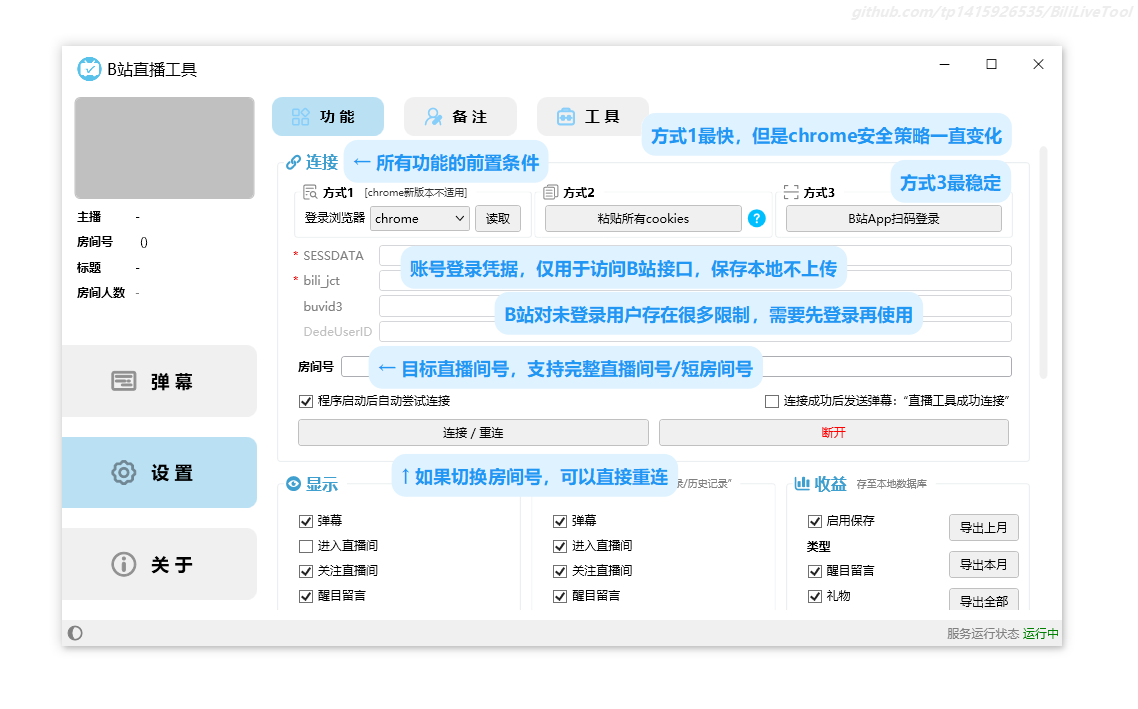 github.com/tp1415926535/BiliLiveTool
B站直播工具
功 能
备 注
工 具
方式1最快，但是chrome安全策略一直变化
连接
← 所有功能的前置条件
方式3最稳定
方式1 [chrome新版本不适用]
方式2
方式3
登录浏览器 chrome 读取
粘贴所有cookies ?
B站App扫码登录
主播 -
房间号 0
标题 -
房间人数 -
* SESSDATA
账号登录凭据，仅用于访问B站接口，保存本地不上传
* bili_jct
buvid3
B站对未登录用户存在很多限制，需要先登录再使用
DedeUserID
房间号
← 目标直播间号，支持完整直播间号/短房间号
程序启动后自动尝试连接
连接成功后发送弹幕：“直播工具成功连接”
连接 / 重连
断开
弹 幕
设 置
关 于
↑ 如果切换房间号，可以直接重连
显示
/历史记录”
收益 存至本地数据库
弹幕
进入直播间
关注直播间
醒目留言
弹幕
进入直播间
关注直播间
醒目留言
启用保存
类型
醒目留言
礼物
导出上月
导出本月
导出全部
服务运行状态 运行中